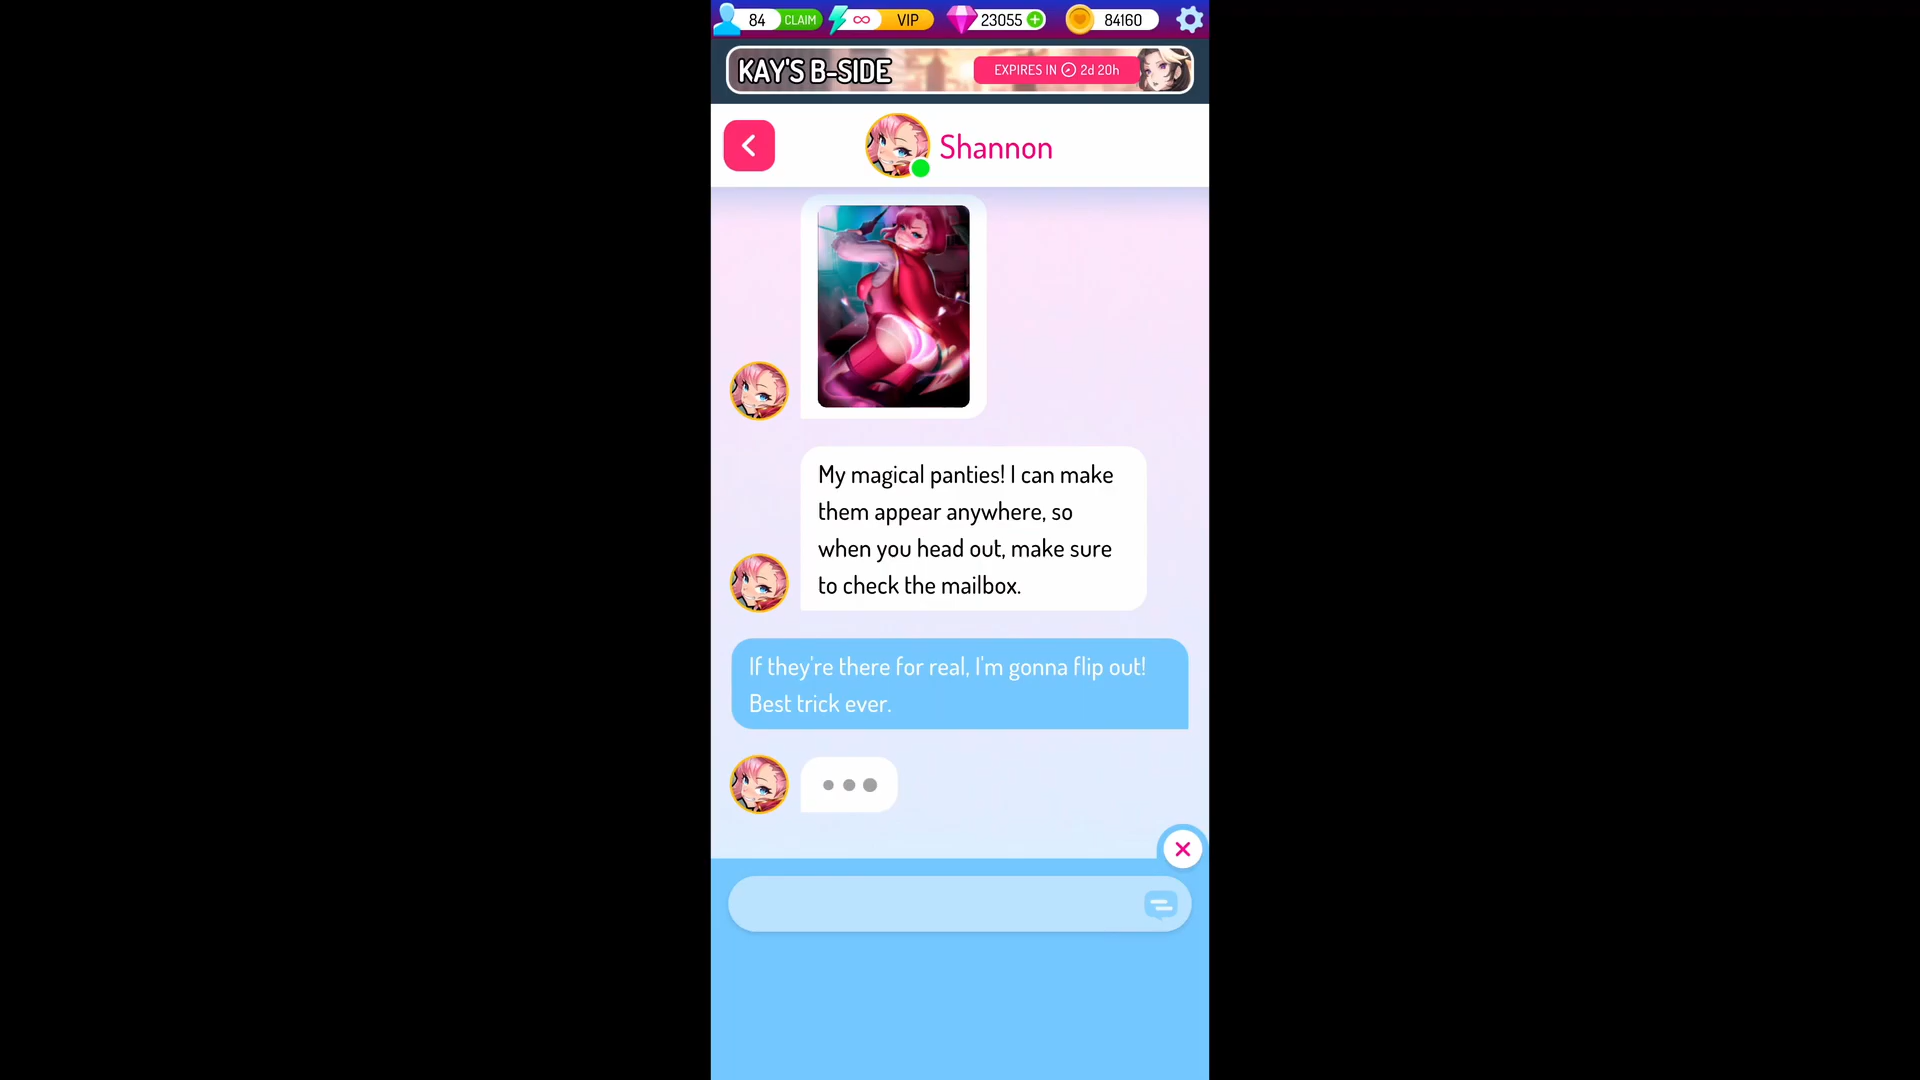 84 CLAIM ∞ VIP 23055 84160
KAY'S B-SIDE EXPIRES IN 2d 20h
Shannon
My magical panties! I can make
them appear anywhere, so
when you head out, make sure
to check the mailbox.
If they're there for real, I'm gonna flip out!
Best trick ever.